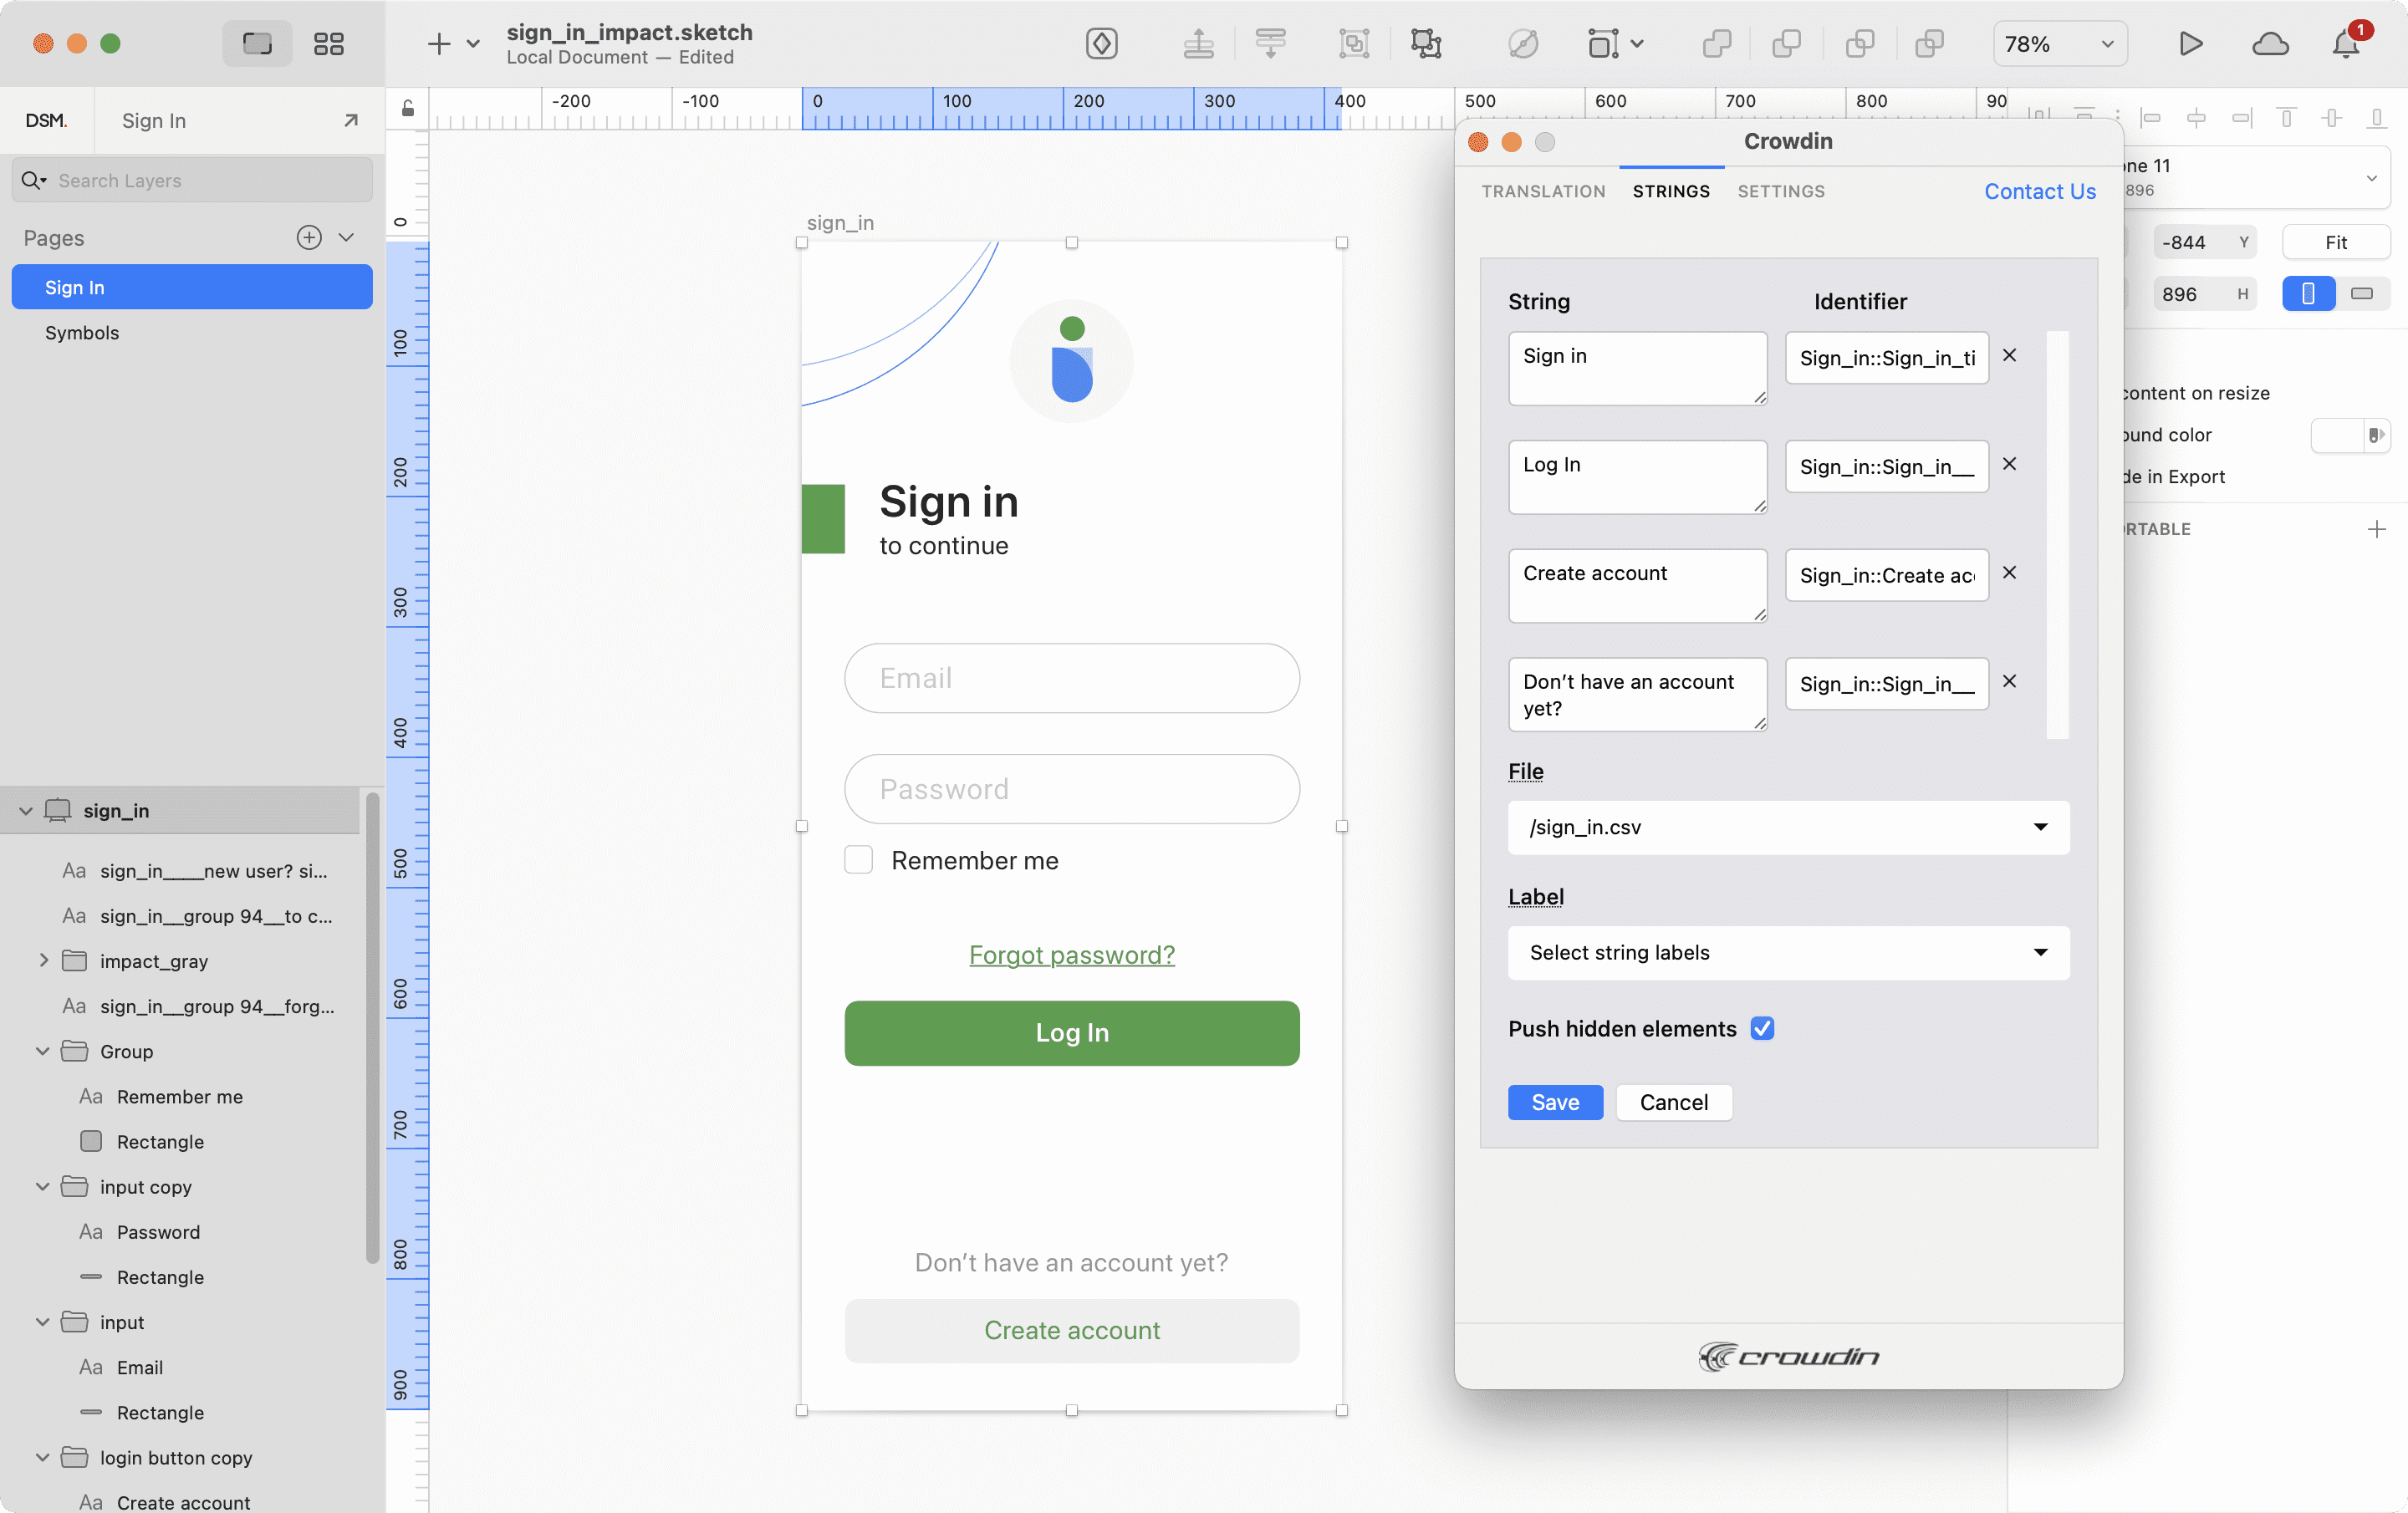 sign_in_impact.sketch
Local Document — Edited
78%
1
DSM.
Sign In
Search Layers
Pages
Sign In
Symbols
sign_in
sign_in____new user? si...
sign_in__group 94__to c...
impact_gray
sign_in__group 94__forg...
Group
Aa Remember me
Rectangle
input copy
Aa Password
Rectangle
input
Aa Email
Rectangle
login button copy
Aa Create account
-200 -100 0 100 200 300 400 500 600 700 800 90
0
100
200
300
400
500
600
700
800
900
sign_in
Sign in
to continue
Email
Password
Remember me
Forgot password?
Log In
Don't have an account yet?
Create account
Crowdin
TRANSLATION STRINGS SETTINGS Contact Us
String Identifier
Sign in Sign_in::Sign_in_ti
Log In Sign_in::Sign_in__
Create account Sign_in::Create ac
Don't have an account Sign_in::Sign_in__
yet?
File
/sign_in.csv
Label
Select string labels
Push hidden elements
Save Cancel
crowdin
one 11
896
-844 Y Fit
896 H
content on resize
ound color
de in Export
RTABLE